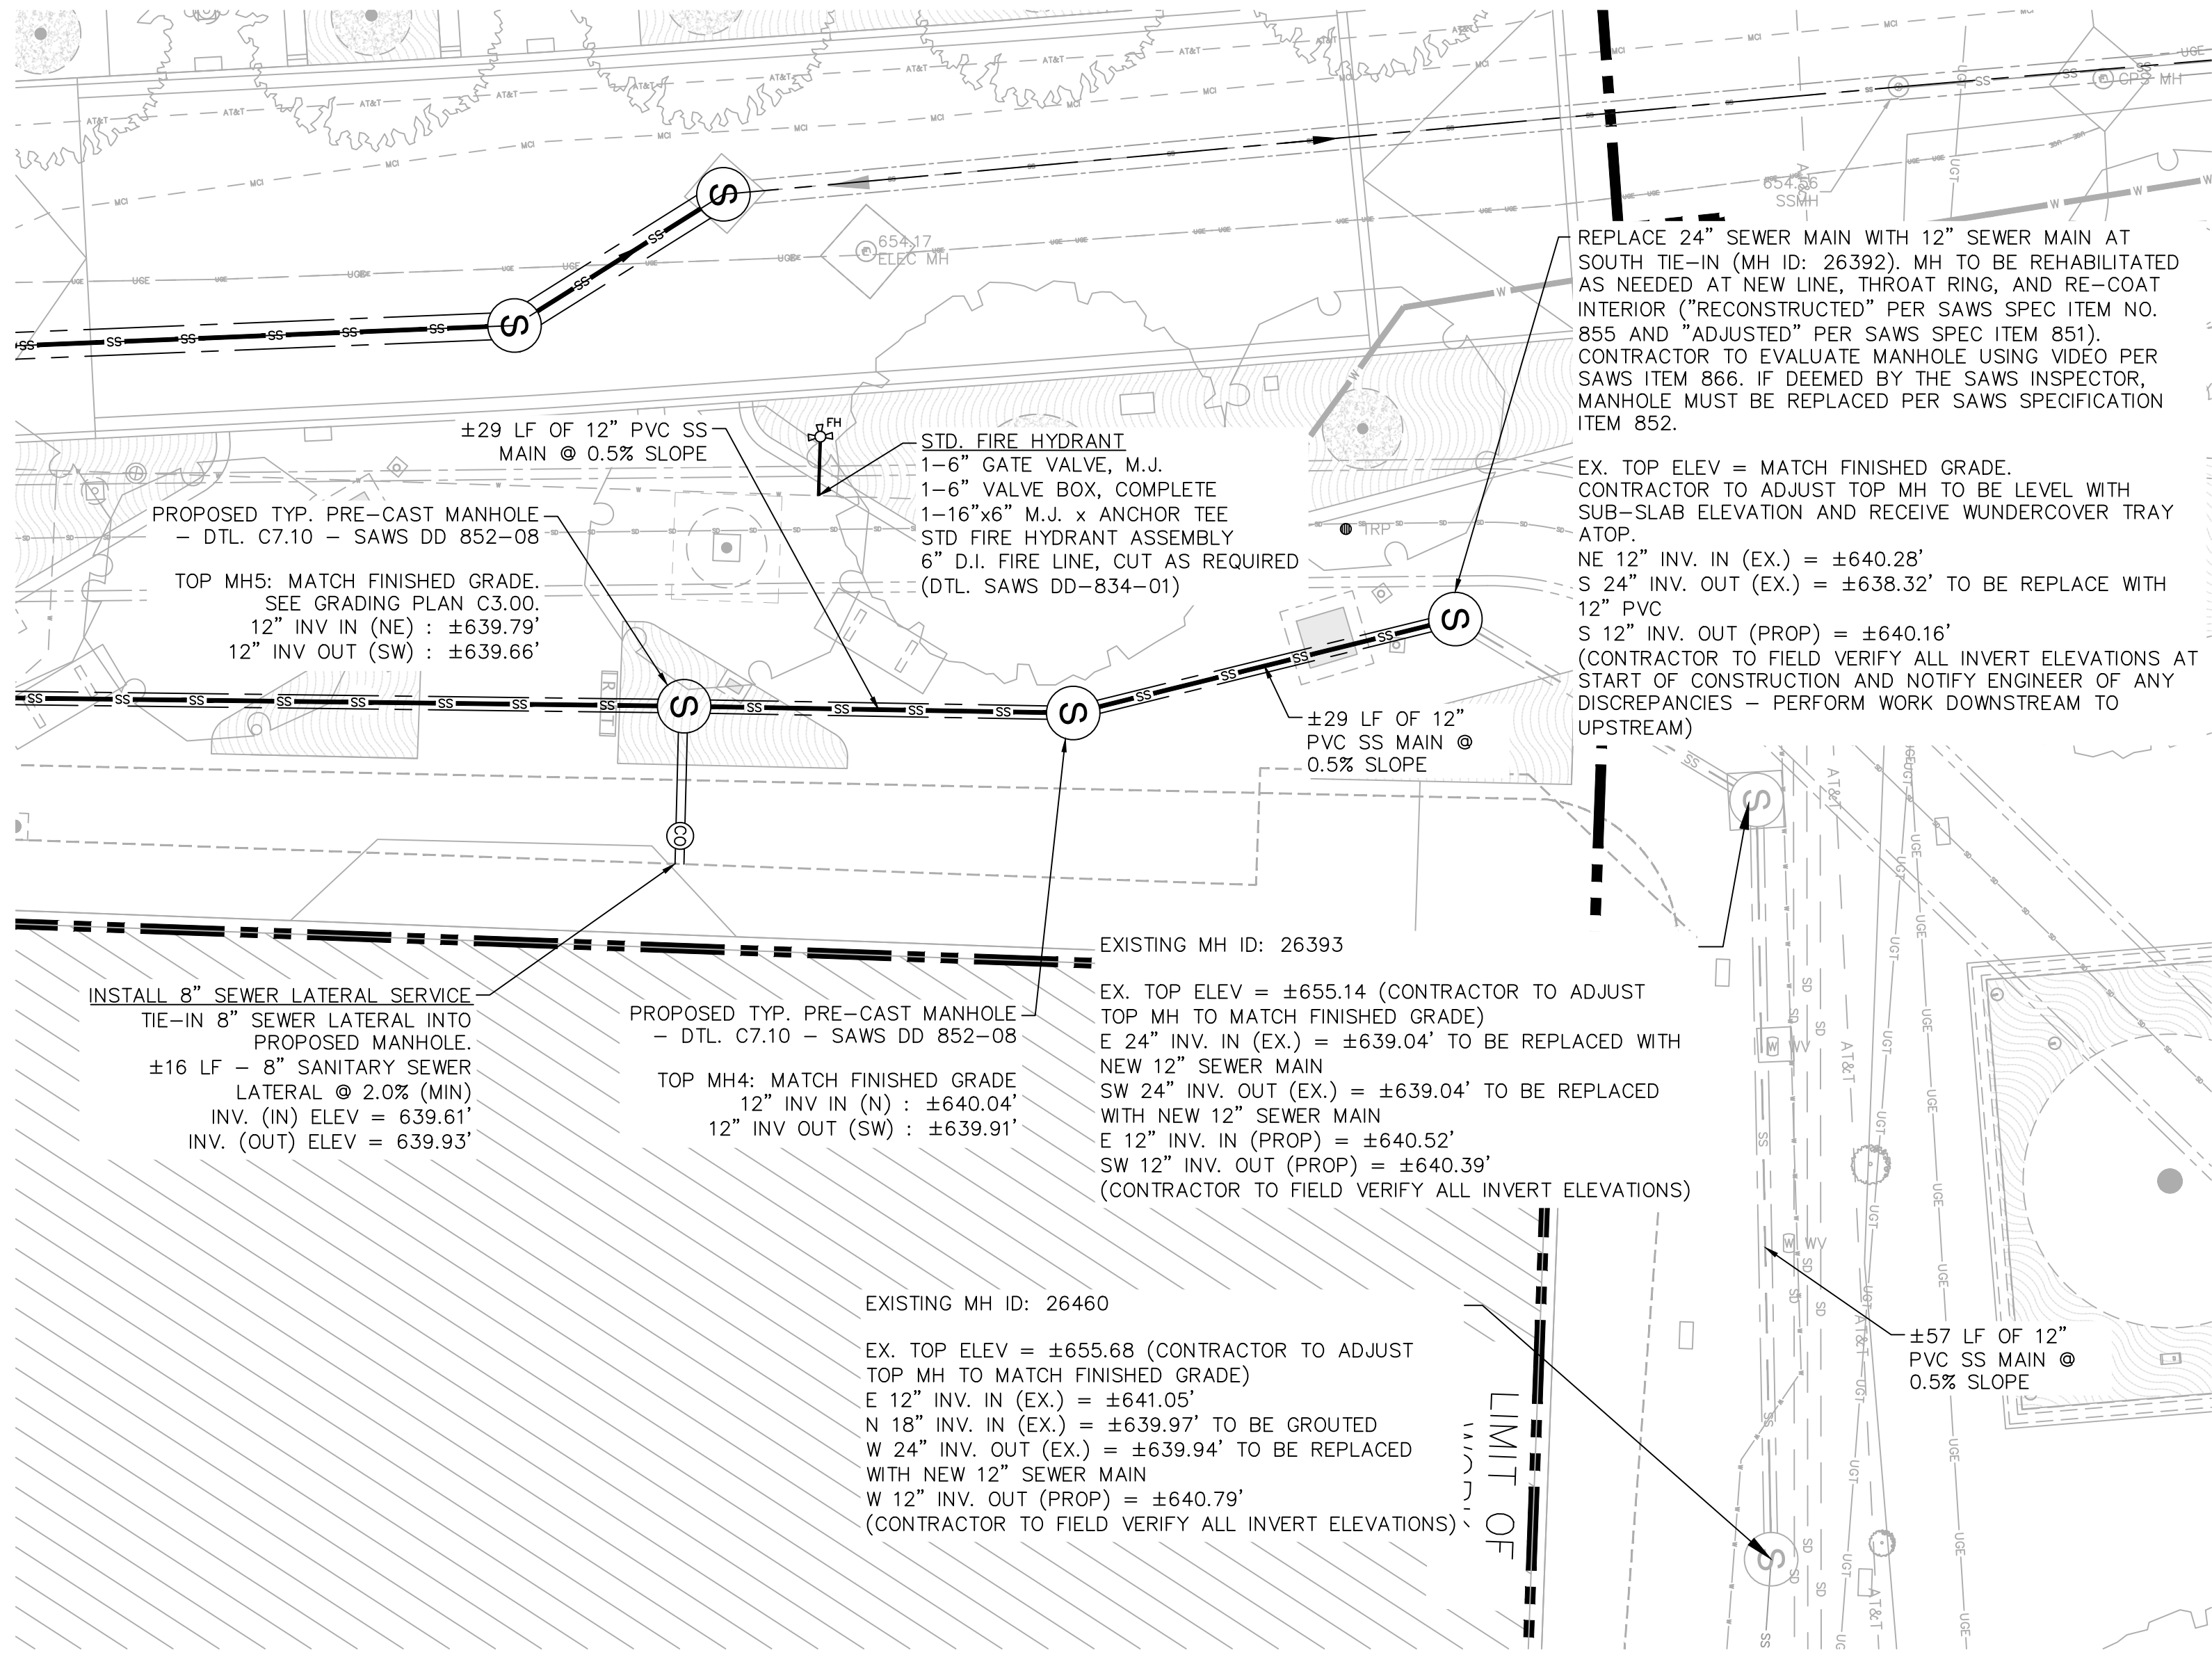 654.17
ELEC MH
654.56
SSMH
CPS MH
REPLACE 24" SEWER MAIN WITH 12" SEWER MAIN AT
SOUTH TIE-IN (MH ID: 26392). MH TO BE REHABILITATED
AS NEEDED AT NEW LINE, THROAT RING, AND RE-COAT
INTERIOR ("RECONSTRUCTED" PER SAWS SPEC ITEM NO.
855 AND "ADJUSTED" PER SAWS SPEC ITEM 851).
CONTRACTOR TO EVALUATE MANHOLE USING VIDEO PER
SAWS ITEM 866. IF DEEMED BY THE SAWS INSPECTOR,
MANHOLE MUST BE REPLACED PER SAWS SPECIFICATION
ITEM 852.
EX. TOP ELEV = MATCH FINISHED GRADE.
CONTRACTOR TO ADJUST TOP MH TO BE LEVEL WITH
SUB-SLAB ELEVATION AND RECEIVE WUNDERCOVER TRAY
ATOP.
NE 12" INV. IN (EX.) = ±640.28'
S 24" INV. OUT (EX.) = ±638.32' TO BE REPLACE WITH
12" PVC
S 12" INV. OUT (PROP) = ±640.16'
(CONTRACTOR TO FIELD VERIFY ALL INVERT ELEVATIONS AT
START OF CONSTRUCTION AND NOTIFY ENGINEER OF ANY
DISCREPANCIES - PERFORM WORK DOWNSTREAM TO
UPSTREAM)
±29 LF OF 12" PVC SS
MAIN @ 0.5% SLOPE
FH
STD. FIRE HYDRANT
1-6" GATE VALVE, M.J.
1-6" VALVE BOX, COMPLETE
1-16"x6" M.J. x ANCHOR TEE
STD FIRE HYDRANT ASSEMBLY
6" D.I. FIRE LINE, CUT AS REQUIRED
(DTL. SAWS DD-834-01)
TRP
PROPOSED TYP. PRE-CAST MANHOLE
- DTL. C7.10 - SAWS DD 852-08
TOP MH5: MATCH FINISHED GRADE.
SEE GRADING PLAN C3.00.
12" INV IN (NE) : ±639.79'
12" INV OUT (SW) : ±639.66'
±29 LF OF 12"
PVC SS MAIN @
0.5% SLOPE
CO
INSTALL 8" SEWER LATERAL SERVICE
TIE-IN 8" SEWER LATERAL INTO
PROPOSED MANHOLE.
±16 LF - 8" SANITARY SEWER
LATERAL @ 2.0% (MIN)
INV. (IN) ELEV = 639.61'
INV. (OUT) ELEV = 639.93'
PROPOSED TYP. PRE-CAST MANHOLE
- DTL. C7.10 - SAWS DD 852-08
TOP MH4: MATCH FINISHED GRADE
12" INV IN (N) : ±640.04'
12" INV OUT (SW) : ±639.91'
EXISTING MH ID: 26393
EX. TOP ELEV = ±655.14 (CONTRACTOR TO ADJUST
TOP MH TO MATCH FINISHED GRADE)
E 24" INV. IN (EX.) = ±639.04' TO BE REPLACED WITH
NEW 12" SEWER MAIN
SW 24" INV. OUT (EX.) = ±639.04' TO BE REPLACED
WITH NEW 12" SEWER MAIN
E 12" INV. IN (PROP) = ±640.52'
SW 12" INV. OUT (PROP) = ±640.39'
(CONTRACTOR TO FIELD VERIFY ALL INVERT ELEVATIONS)
EXISTING MH ID: 26460
EX. TOP ELEV = ±655.68 (CONTRACTOR TO ADJUST
TOP MH TO MATCH FINISHED GRADE)
E 12" INV. IN (EX.) = ±641.05'
N 18" INV. IN (EX.) = ±639.97' TO BE GROUTED
W 24" INV. OUT (EX.) = ±639.94' TO BE REPLACED
WITH NEW 12" SEWER MAIN
W 12" INV. OUT (PROP) = ±640.79'
(CONTRACTOR TO FIELD VERIFY ALL INVERT ELEVATIONS)
LIMIT OF
WV
WV
±57 LF OF 12"
PVC SS MAIN @
0.5% SLOPE